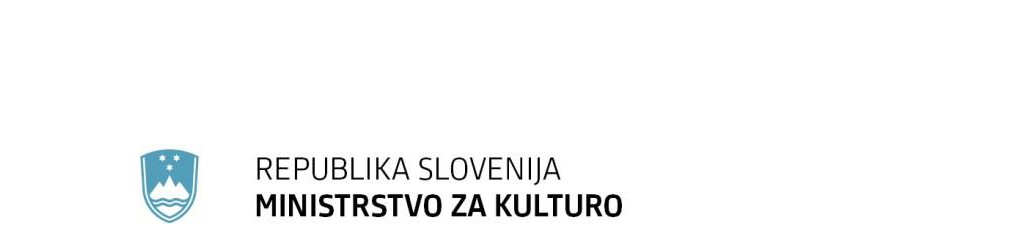 REPUBLIKA SLOVENIJA
MINISTRSTVO ZA KULTURO